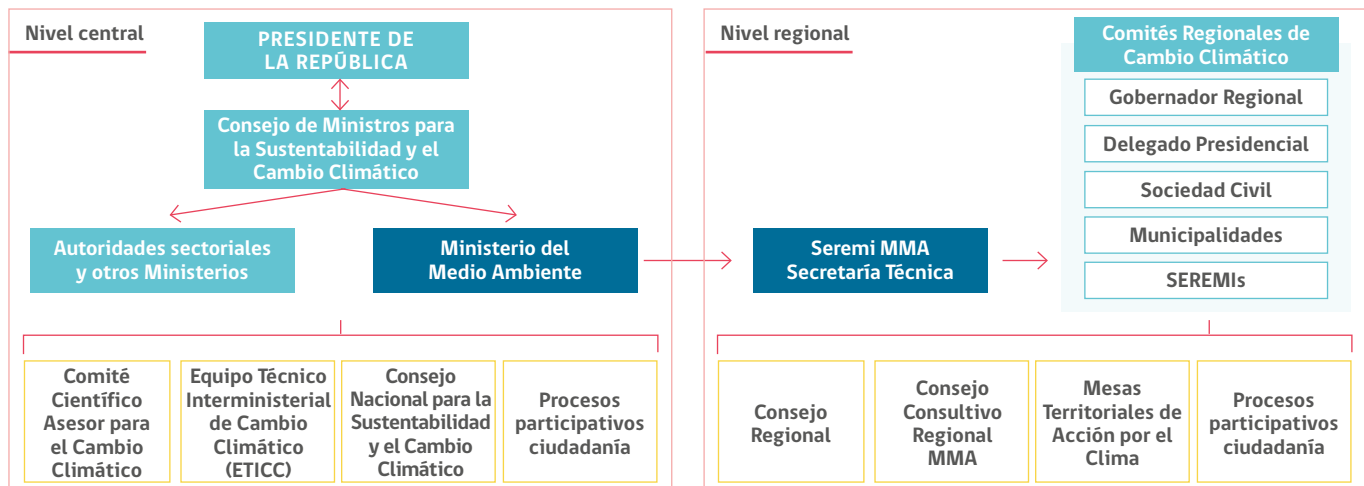 Nivel central
PRESIDENTE DE
LA REPÚBLICA
Consejo de Ministros para
la Sustentabilidad y el
Cambio Climático
Autoridades sectoriales
y otros Ministerios
Ministerio del
Medio Ambiente
Comité
Científico
Asesor para
el Cambio
Climático
Equipo Técnico
Interministerial
de Cambio
Climático
(ETICC)
Consejo
Nacional para la
Sustentabilidad
y el Cambio
Climático
Procesos
participativos
ciudadanía
Nivel regional
Comités Regionales de
Cambio Climático
Gobernador Regional
Delegado Presidencial
Sociedad Civil
Municipalidades
SEREMIs
Seremi MMA
Secretaría Técnica
Consejo
Regional
Consejo
Consultivo
Regional
MMA
Mesas
Territoriales de
Acción por el
Clima
Procesos
participativos
ciudadanía